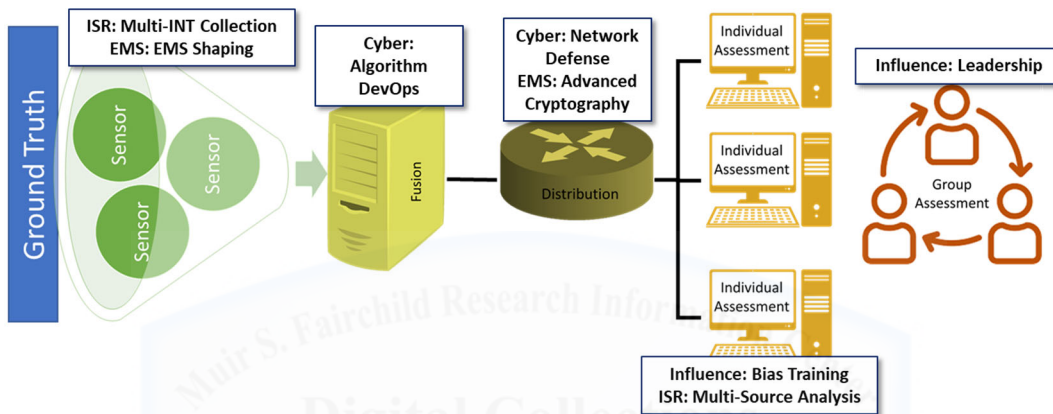 Ground Truth
ISR: Multi-INT Collection
EMS: EMS Shaping
Sensor
Sensor
Sensor
Cyber:
Algorithm
DevOps
Fusion
Cyber: Network
Defense
EMS: Advanced
Cryptography
Distribution
Individual
Assessment
Individual
Assessment
Individual
Assessment
Influence: Bias Training
ISR: Multi-Source Analysis
Influence: Leadership
Group
Assessment
Muir S. Fairchild Research Information
Digital Collections